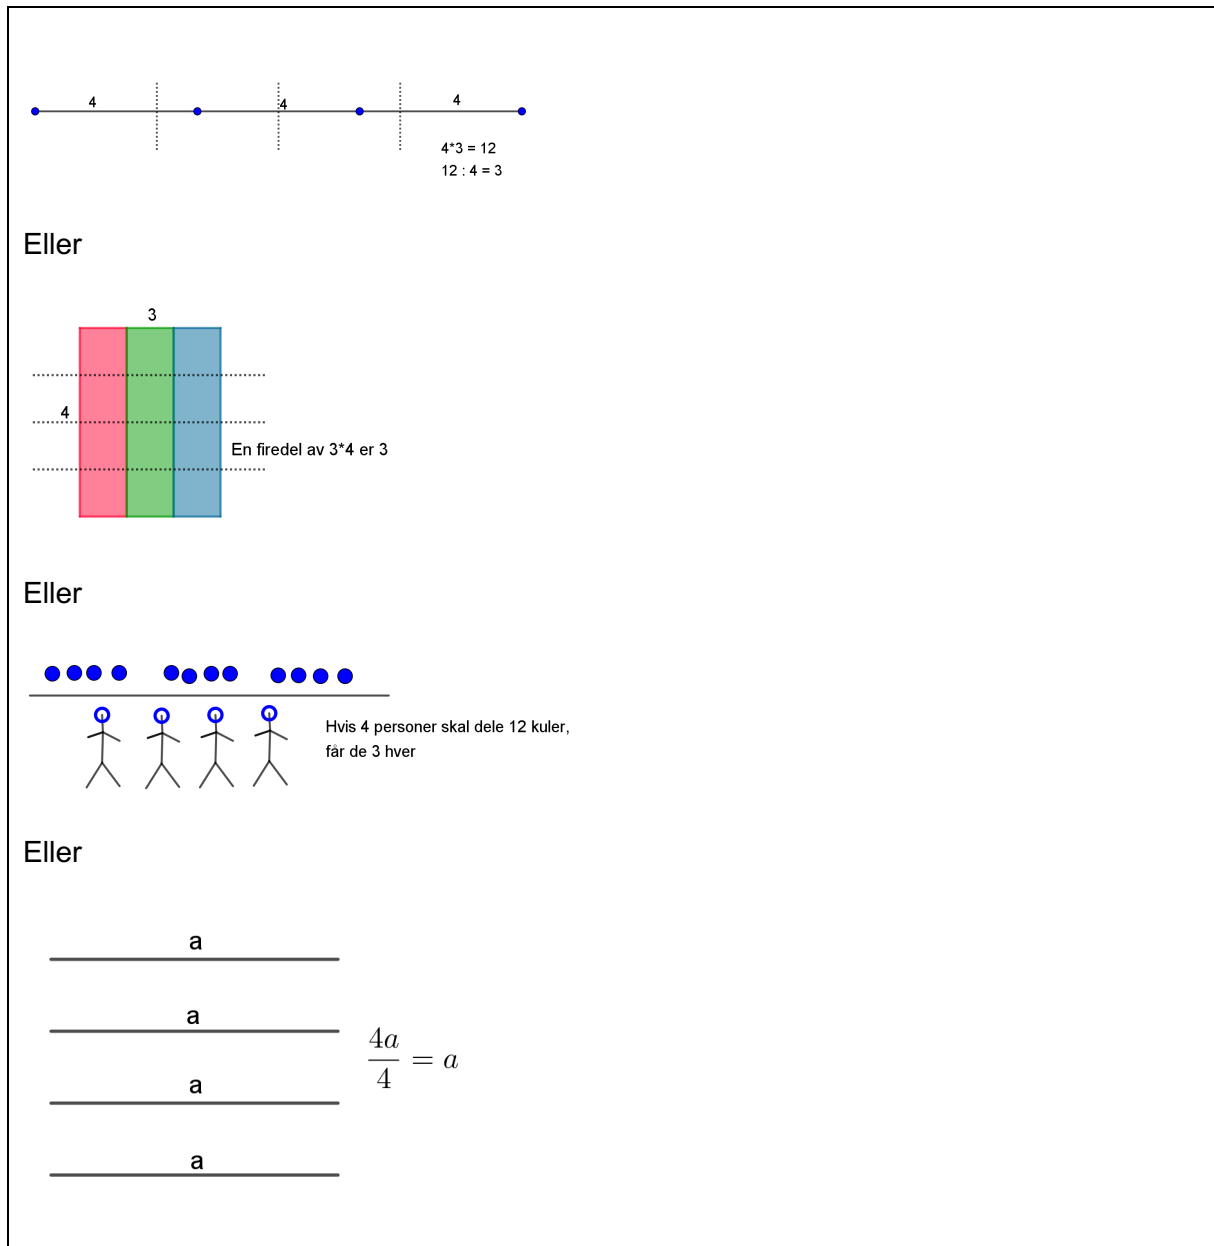 4 4 4
4*3 = 12
12 : 4 = 3
Eller
3
4
En firedel av 3*4 er 3
Eller
Hvis 4 personer skal dele 12 kuler,
får de 3 hver
Eller
a
a
4a
4
= a
a
a